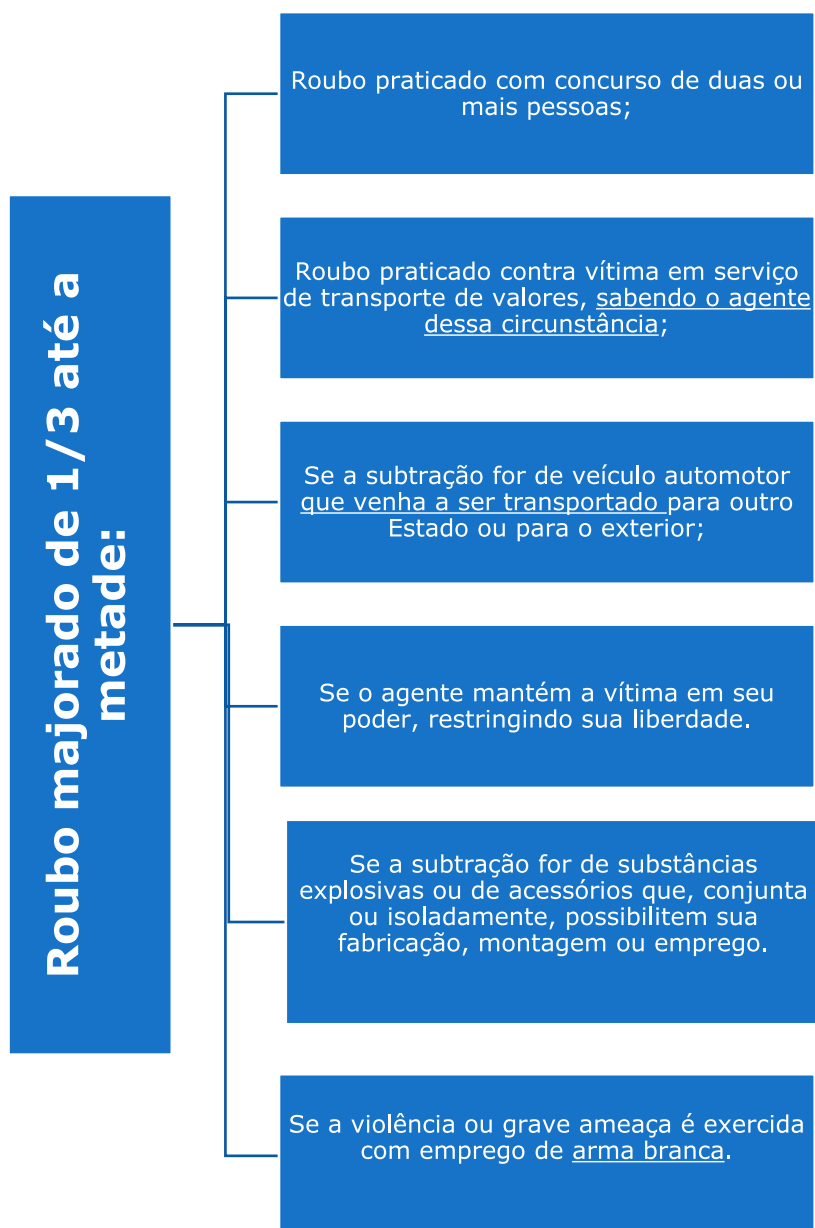 Roubo majorado de 1/3 até a
metade:
Roubo praticado com concurso de duas ou
mais pessoas;
Roubo praticado contra vítima em serviço
de transporte de valores, sabendo o agente
dessa circunstância;
Se a subtração for de veículo automotor
que venha a ser transportado para outro
Estado ou para o exterior;
Se o agente mantém a vítima em seu
poder, restringindo sua liberdade.
Se a subtração for de substâncias
explosivas ou de acessórios que, conjunta
ou isoladamente, possibilitem sua
fabricação, montagem ou emprego.
Se a violência ou grave ameaça é exercida
com emprego de arma branca.